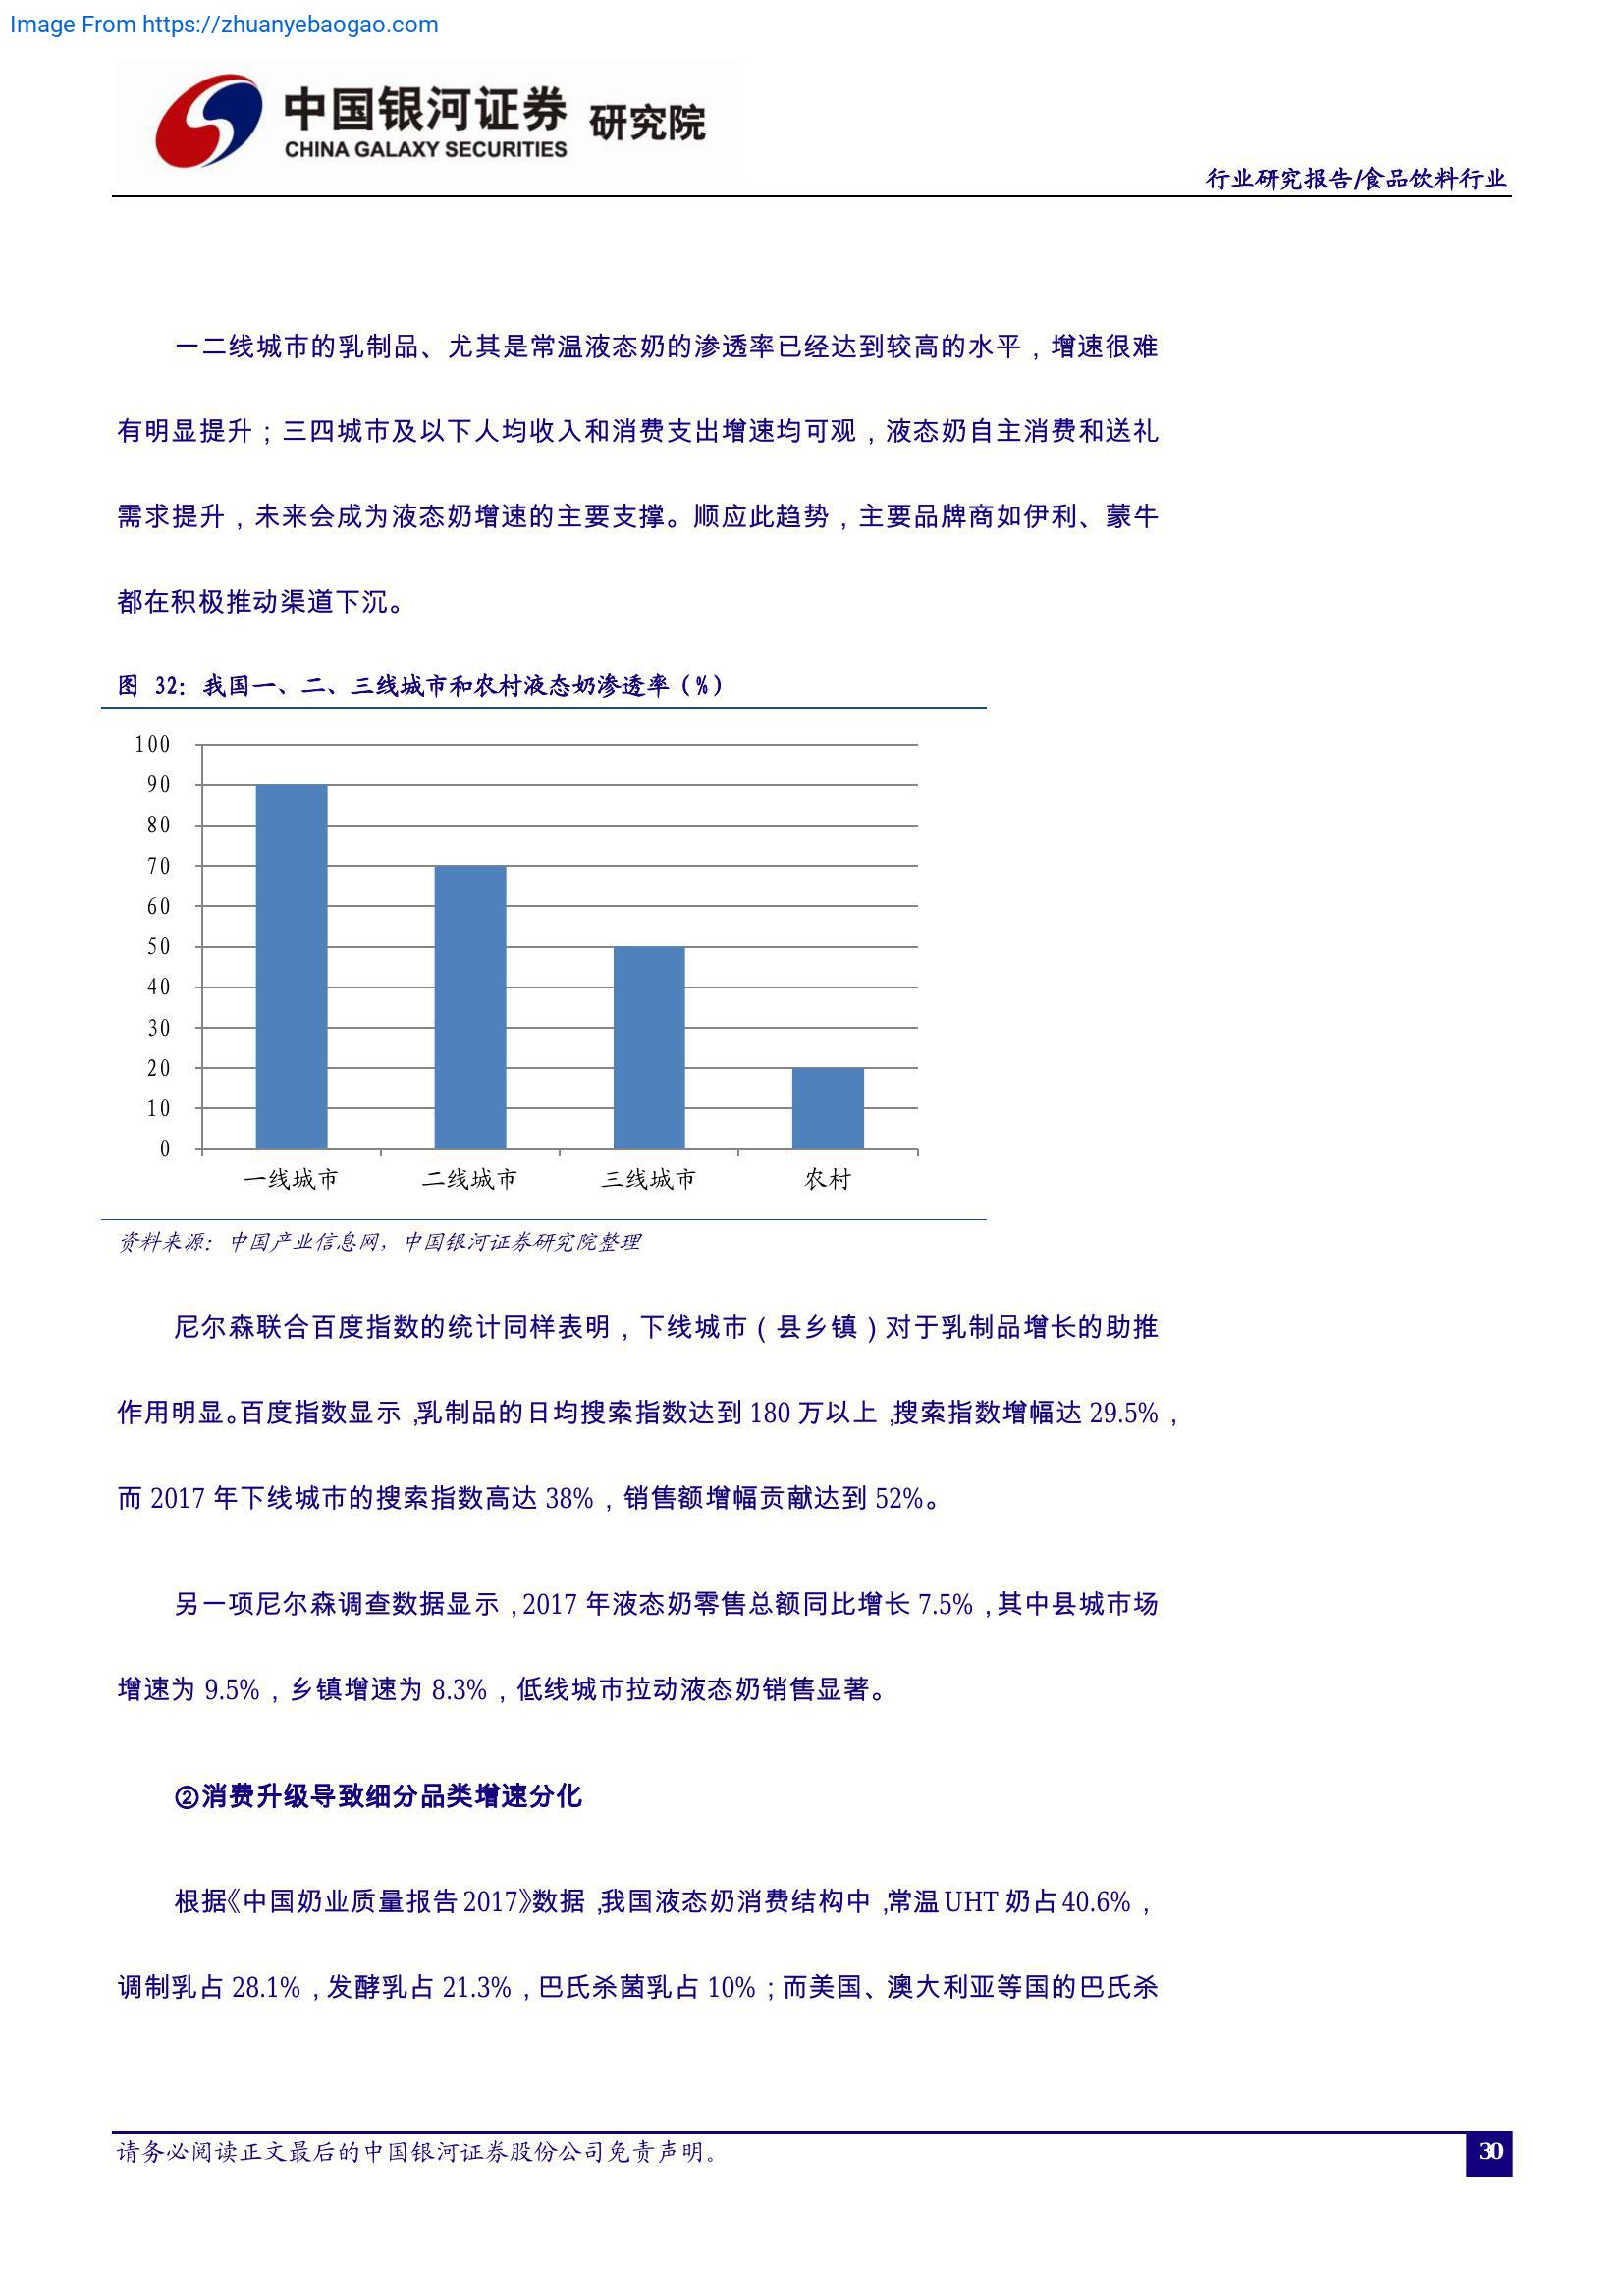 Image From https://zhuanyebaogao.com
中国银河证券 研究院
CHINA GALAXY SECURITIES
行业研究报告/食品饮料行业
一二线城市的乳制品、尤其是常温液态奶的渗透率已经达到较高的水平，增速很难
有明显提升；三四城市及以下人均收入和消费支出增速均可观，液态奶自主消费和送礼
需求提升，未来会成为液态奶增速的主要支撑。顺应此趋势，主要品牌商如伊利、蒙牛
都在积极推动渠道下沉。
图 32：我国一、二、三线城市和农村液态奶渗透率（%）
100
90
80
70
60
50
40
30
20
10
0
一线城市 二线城市 三线城市 农村
资料来源：中国产业信息网，中国银河证券研究院整理
尼尔森联合百度指数的统计同样表明，下线城市（县乡镇）对于乳制品增长的助推
作用明显。百度指数显示，乳制品的日均搜索指数达到 180 万以上，搜索指数增幅达 29.5%，
而 2017 年下线城市的搜索指数高达 38%，销售额增幅贡献达到 52%。
另一项尼尔森调查数据显示，2017 年液态奶零售总额同比增长 7.5%，其中县城市场
增速为 9.5%，乡镇增速为 8.3%，低线城市拉动液态奶销售显著。
②消费升级导致细分品类增速分化
根据《中国奶业质量报告 2017》数据，我国液态奶消费结构中，常温 UHT 奶占 40.6%，
调制乳占 28.1%，发酵乳占 21.3%，巴氏杀菌乳占 10%；而美国、澳大利亚等国的巴氏杀
请务必阅读正文最后的中国银河证券股份公司免责声明。
30